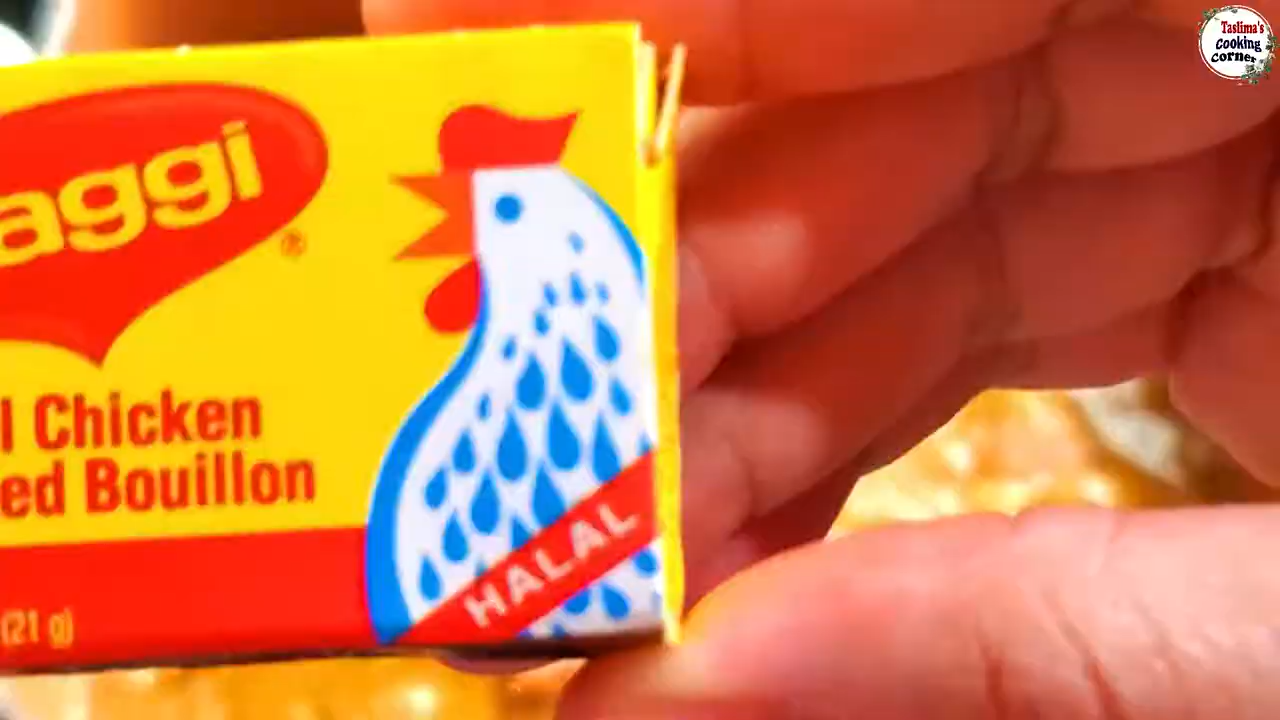 Taslima's
Cooking
Corner
aggi
®
l Chicken
ed Bouillon
HALAL
(21 g)